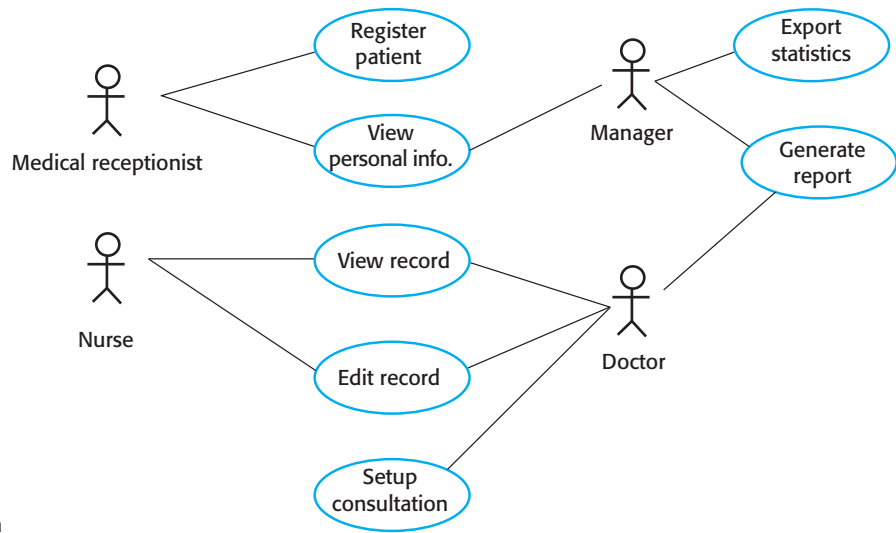 Register
patient
Export
statistics
Manager
View
personal info.
Medical receptionist
Generate
report
View record
Nurse
Doctor
Edit record
Setup
consultation